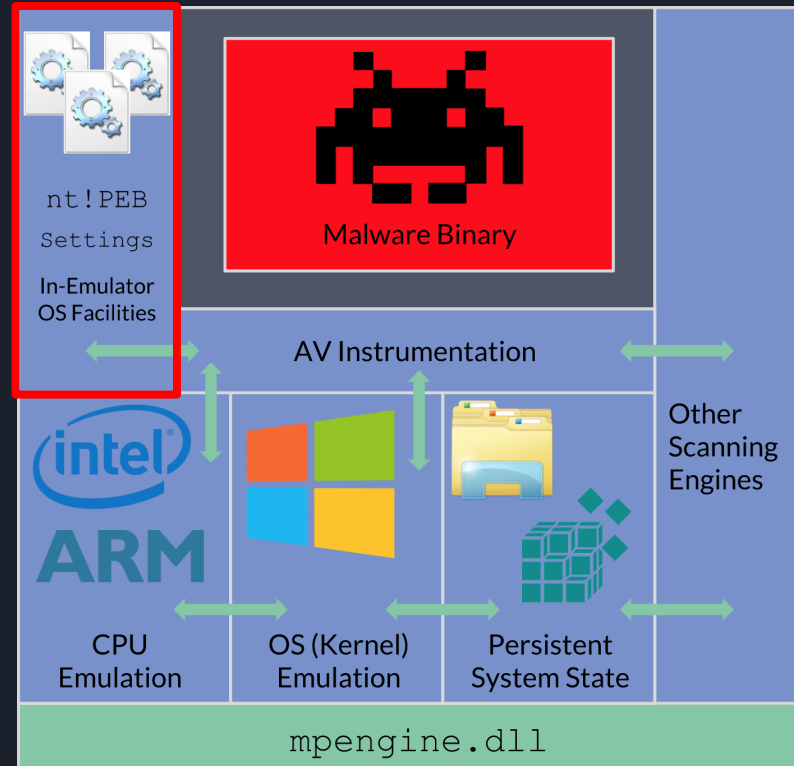 nt!PEB
Settings
In-Emulator
OS Facilities
Malware Binary
AV Instrumentation
Other
Scanning
Engines
intel®
ARM
CPU
Emulation
OS (Kernel)
Emulation
Persistent
System State
mpengine.dll